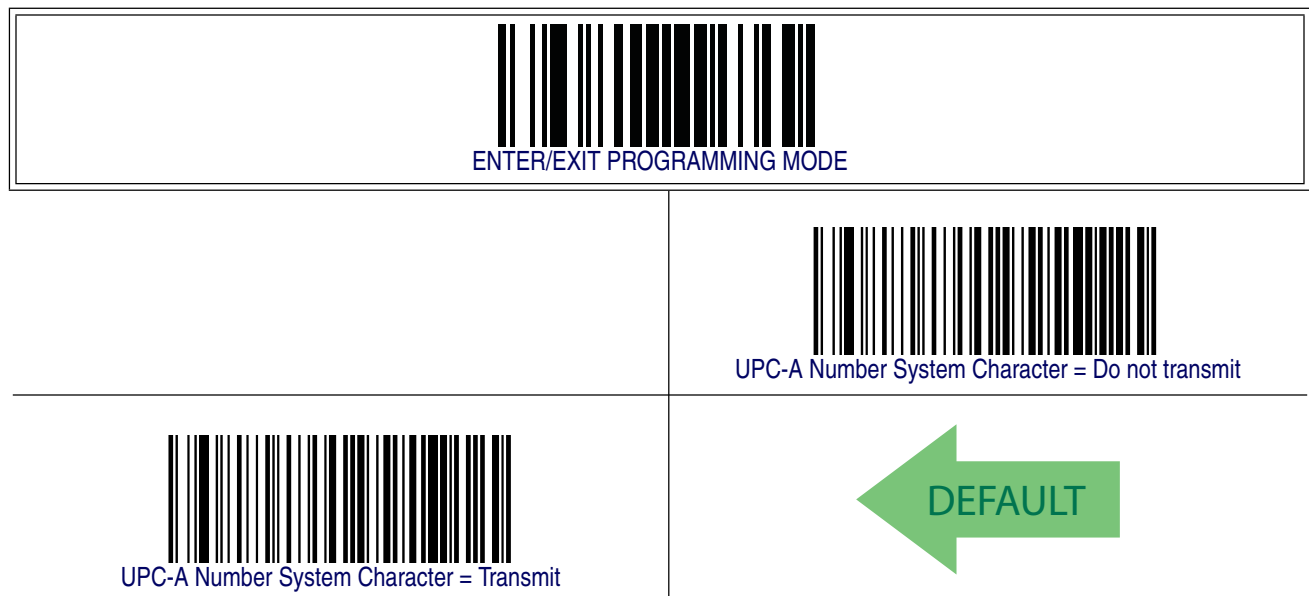 ENTER/EXIT PROGRAMMING MODE
UPC-A Number System Character = Do not transmit
UPC-A Number System Character = Transmit
DEFAULT